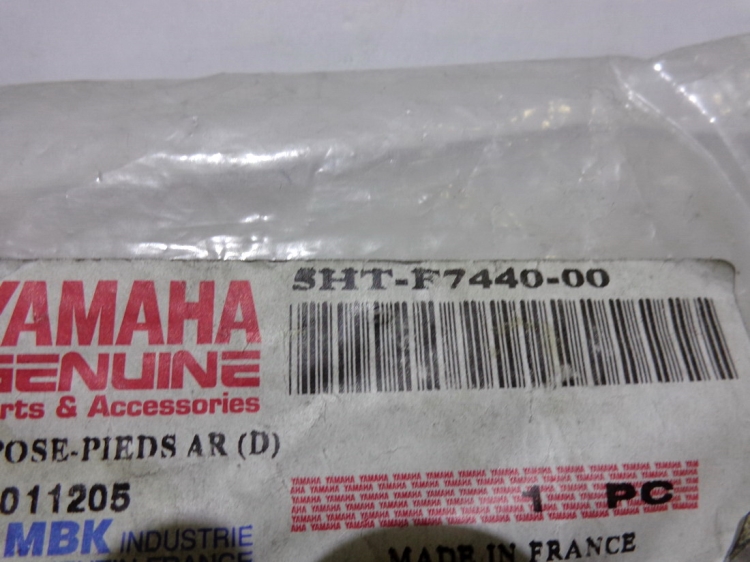 5HT-F7440-00
YAMAHA
GENUINE
arts & Accessories
POSE-PIEDS AR (D)
011205
1 PC
MBK INDUSTRIE
MADE IN FRANCE